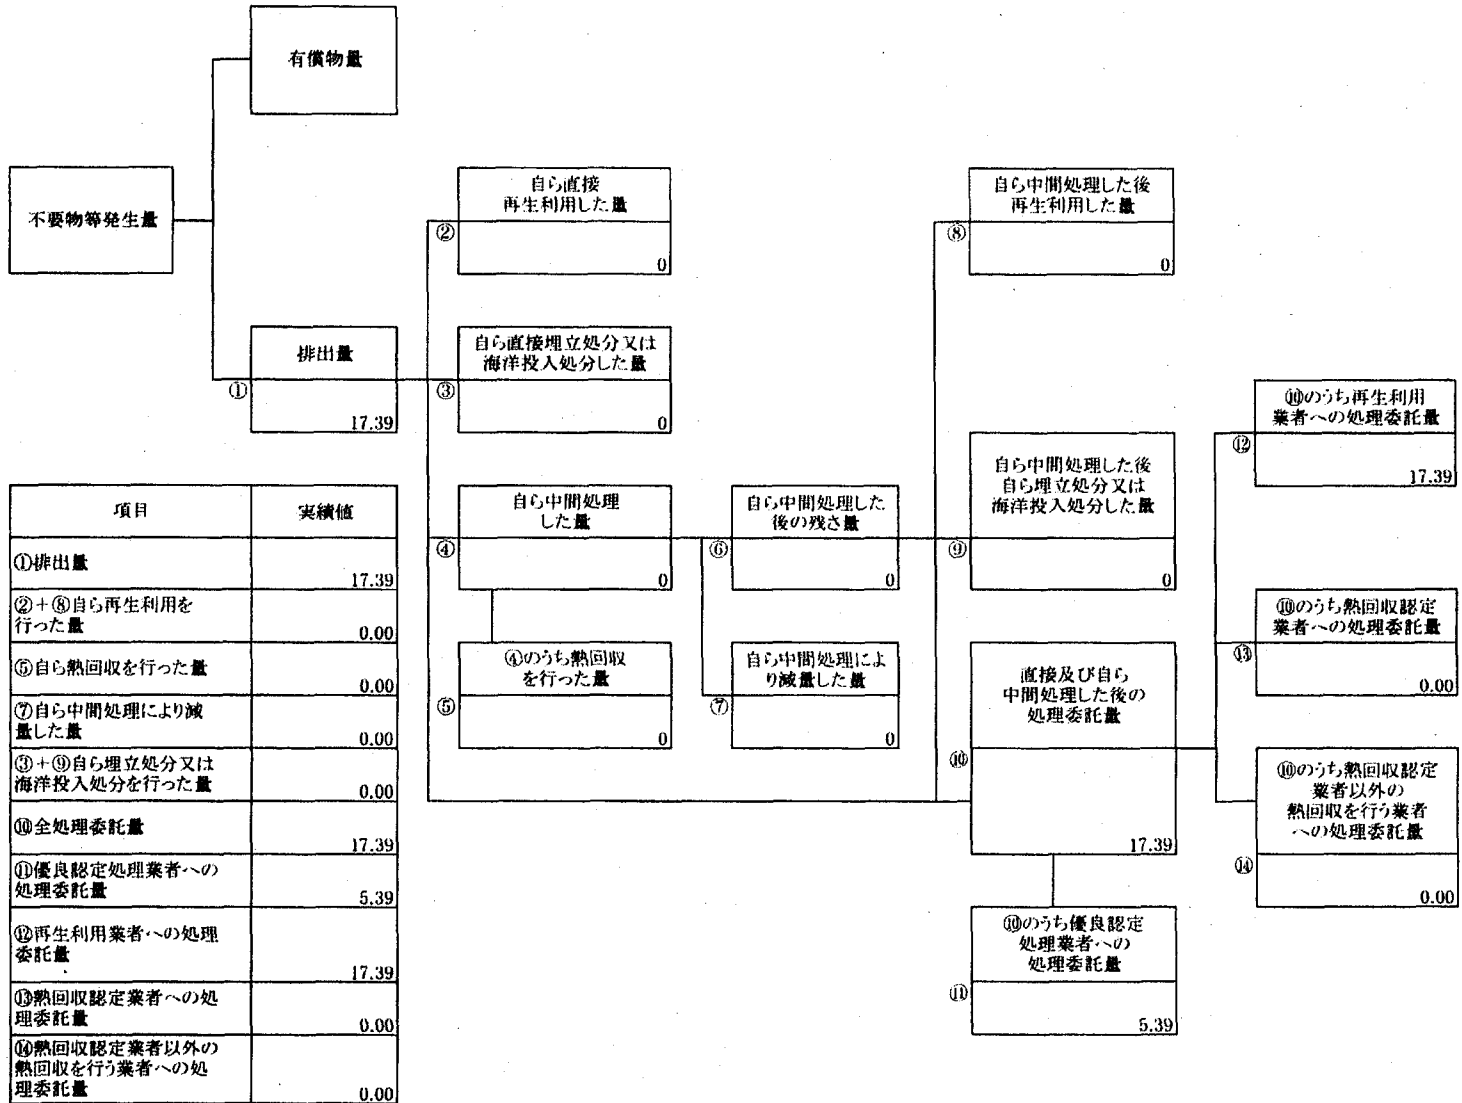 有償物量
不要物等発生量
排出量
①
17.39
自ら直接
再生利用した量
②
0
自ら直接埋立処分又は
海洋投入処分した量
③
0
自ら中間処理
した量
④
0
④のうち熱回収
を行った量
⑤
0
自ら中間処理した
後の残さ量
⑥
0
自ら中間処理によ
り減量した量
⑦
0
自ら中間処理した後
再生利用した量
⑧
0
自ら中間処理した後
自ら埋立処分又は
海洋投入処分した量
⑨
0
直接及び自ら
中間処理した後の
処理委託量
⑩
17.39
⑩のうち優良認定
処理業者への
処理委託量
⑪
5.39
⑩のうち再生利用
業者への処理委託量
⑫
17.39
⑩のうち熱回収認定
業者への処理委託量
⑬
0.00
⑩のうち熱回収認定
業者以外の
熱回収を行う業者
への処理委託量
⑭
0.00
項目 実績値
①排出量
17.39
②+⑧自ら再生利用を
行った量
0.00
⑤自ら熱回収を行った量
0.00
⑦自ら中間処理により減
量した量
0.00
③+⑨自ら埋立処分又は
海洋投入処分を行った量
0.00
⑩全処理委託量
17.39
⑪優良認定処理業者への
処理委託量
5.39
⑫再生利用業者への処理
委託量
17.39
⑬熱回収認定業者への処
理委託量
0.00
⑭熱回収認定業者以外の
熱回収を行う業者への処
理委託量
0.00